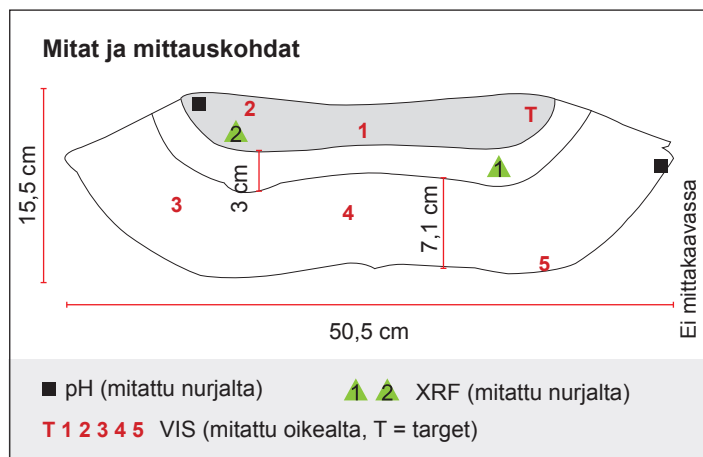 Mitat ja mittauskohdat
2
T
2
1
1
15,5 cm
3 cm
3
4
7,1 cm
5
50,5 cm
Ei mittakaavassa
pH (mitattu nurjalta)
1 2 XRF (mitattu nurjalta)
T 1 2 3 4 5 VIS (mitattu oikealta, T = target)